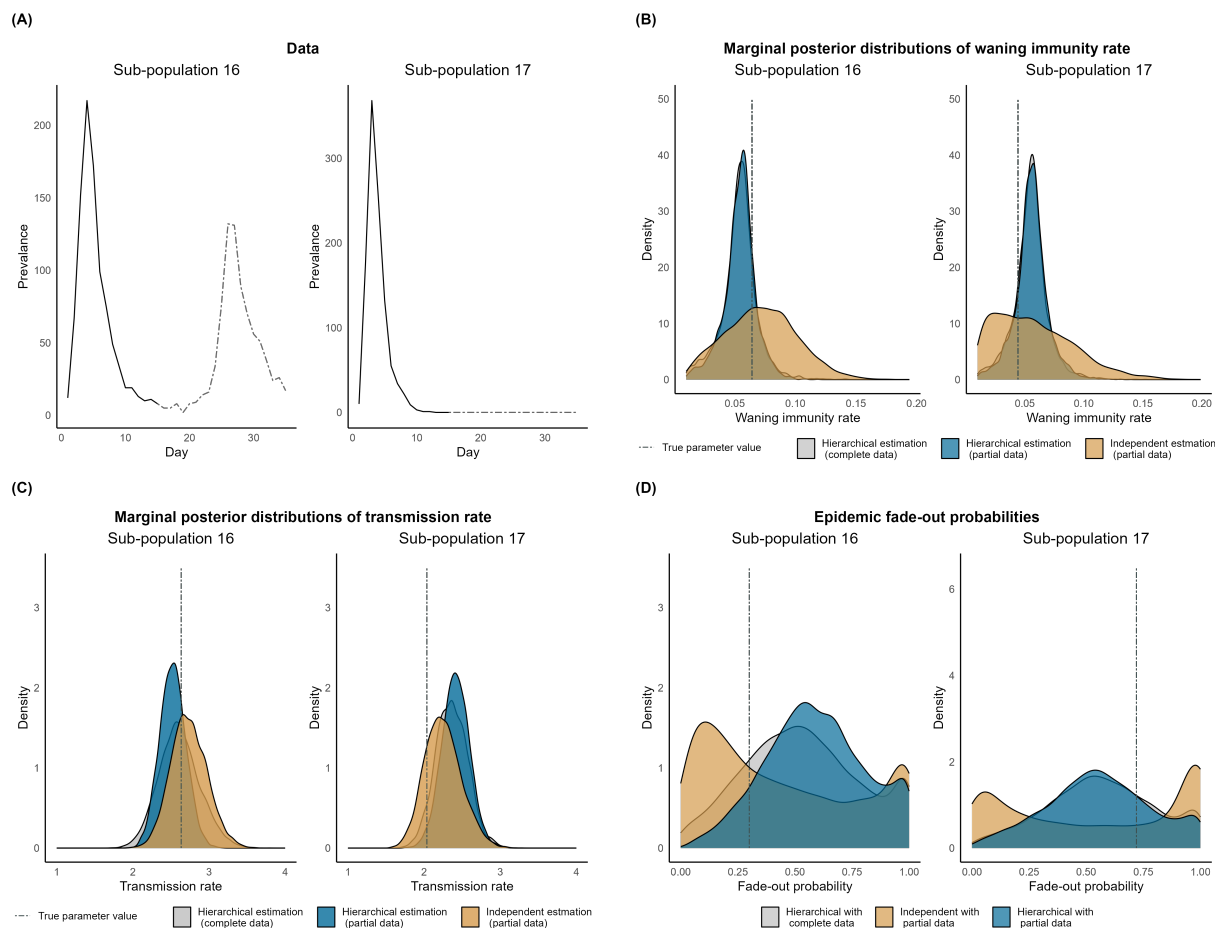 (A)
Data
Sub-population 16
Sub-population 17
Prevalance
200
150
100
50
0
0
10
20
30
Day
Prevalance
300
200
100
0
0
10
20
30
Day
(B)
Marginal posterior distributions of waning immunity rate
Sub-population 16
Sub-population 17
Density
50
40
30
20
10
0
0.05
0.10
0.15
0.20
Waning immunity rate
Density
50
40
30
20
10
0
0.05
0.10
0.15
0.20
Waning immunity rate
True parameter value
Hierarchical estimation
(complete data)
Hierarchical estimation
(partial data)
Independent estmation
(partial data)
(C)
Marginal posterior distributions of transmission rate
Sub-population 16
Sub-population 17
Density
3
2
1
0
1
2
3
4
Transmission rate
Density
3
2
1
0
1
2
3
4
Transmission rate
True parameter value
Hierarchical estimation
(complete data)
Hierarchical estimation
(partial data)
Independent estimation
(partial data)
(D)
Epidemic fade-out probabilities
Sub-population 16
Sub-population 17
Density
3
2
1
0
0.00
0.25
0.50
0.75
1.00
Fade-out probability
Density
6
4
2
0
0.00
0.25
0.50
0.75
1.00
Fade-out probability
Hierarchical with
complete data
Independent with
partial data
Hierarchical with
partial data